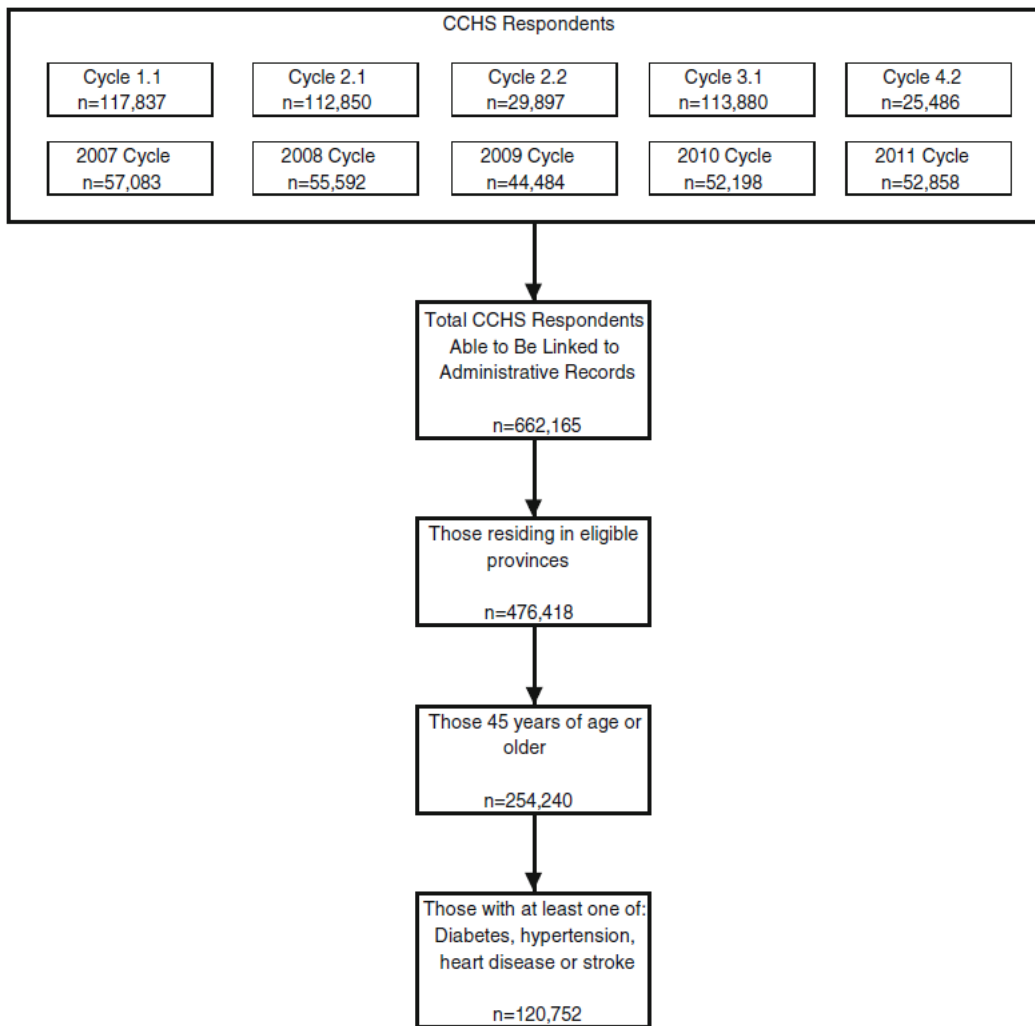 CCHS Respondents
Cycle 1.1
n=117,837
Cycle 2.1
n=112,850
Cycle 2.2
n=29,897
Cycle 3.1
n=113,880
Cycle 4.2
n=25,486
2007 Cycle
n=57,083
2008 Cycle
n=55,592
2009 Cycle
n=44,484
2010 Cycle
n=52,198
2011 Cycle
n=52,858
Total CCHS Respondents
Able to Be Linked to
Administrative Records
n=662,165
Those residing in eligible
provinces
n=476,418
Those 45 years of age or
older
n=254,240
Those with at least one of:
Diabetes, hypertension,
heart disease or stroke
n=120,752